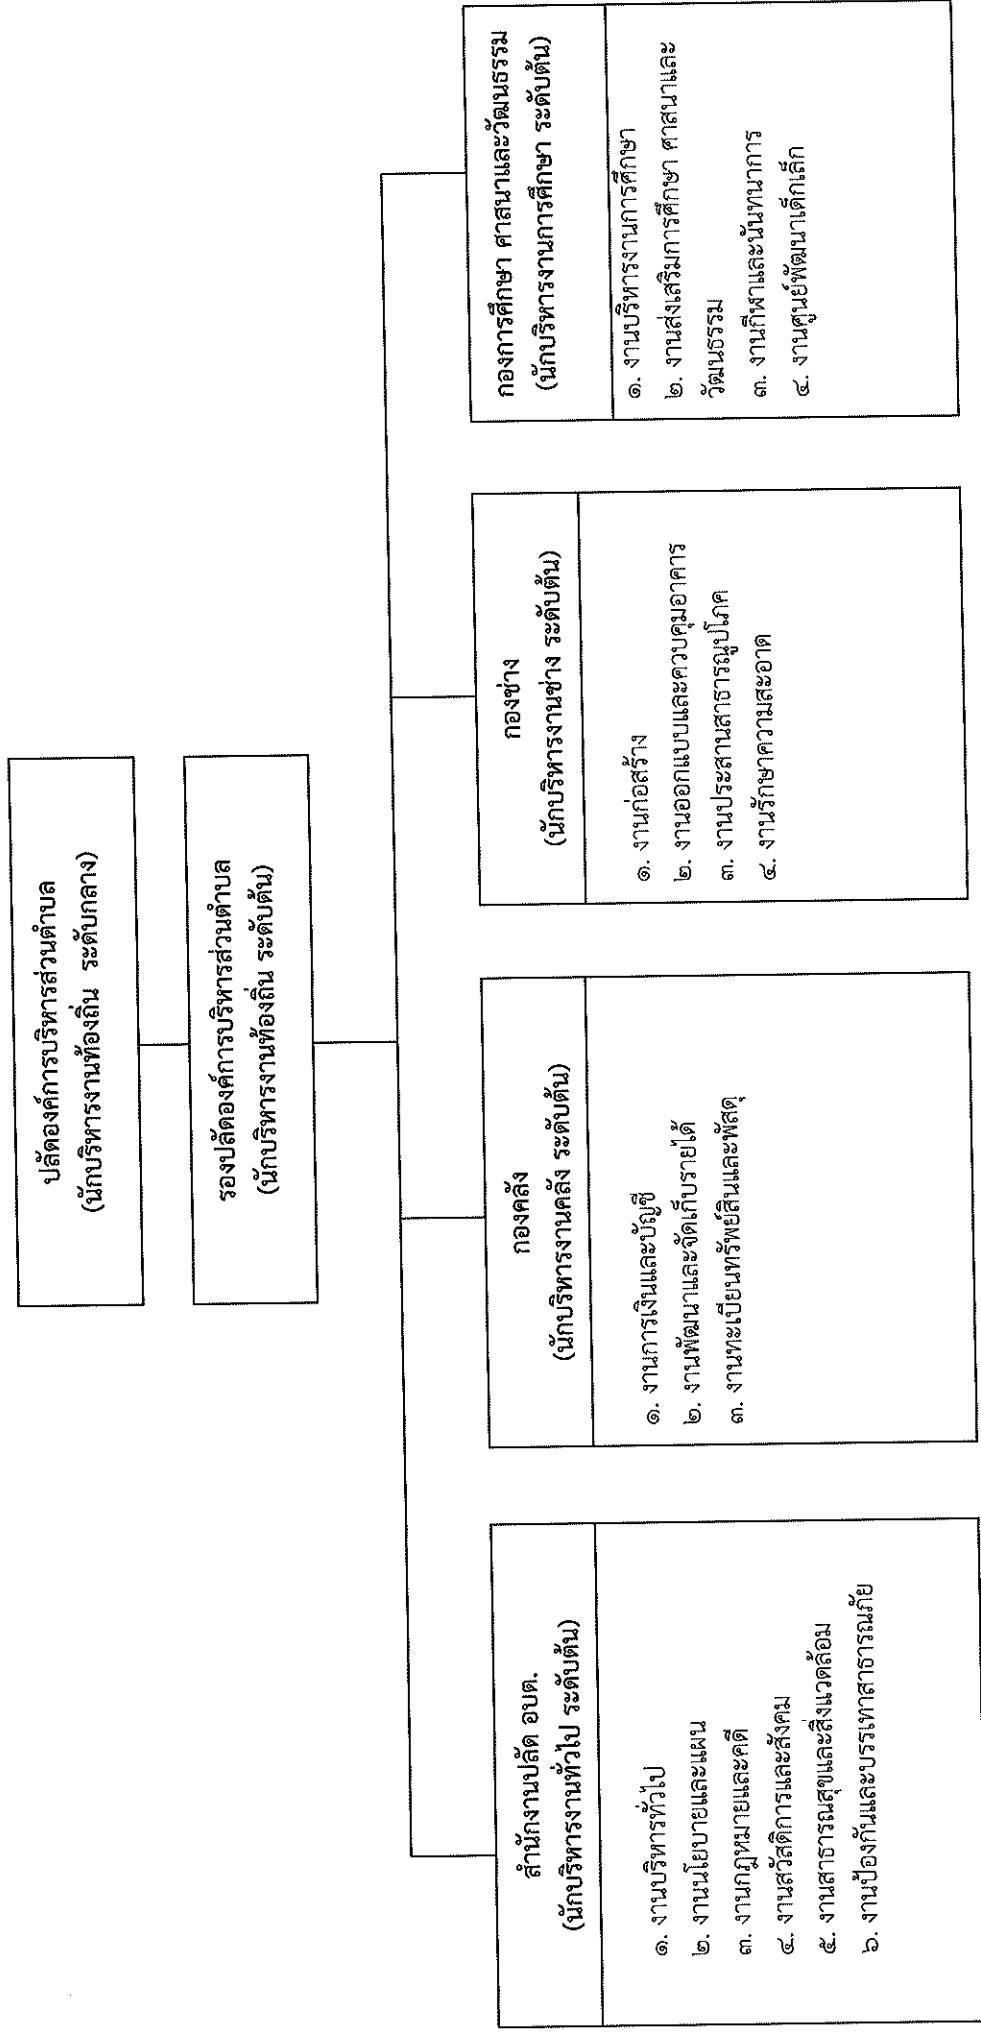 ปลัดองค์การบริหารส่วนตำบล
(นักบริหารงานท้องถิ่น ระดับกลาง)
รองปลัดองค์การบริหารส่วนตำบล
(นักบริหารงานท้องถิ่น ระดับต้น)
สำนักงานปลัด อบต.
(นักบริหารงานทั่วไป ระดับต้น)
๑. งานบริหารทั่วไป
๒. งานนโยบายและแผน
๓. งานกฎหมายและคดี
๔. งานสวัสดิการและสังคม
๕. งานสาธารณสุขและสิ่งแวดล้อม
๖. งานป้องกันและบรรเทาสาธารณภัย
กองคลัง
(นักบริหารงานคลัง ระดับต้น)
๑. งานการเงินและบัญชี
๒. งานพัฒนาและจัดเก็บรายได้
๓. งานทะเบียนทรัพย์สินและพัสดุ
กองช่าง
(นักบริหารงานช่าง ระดับต้น)
๑. งานก่อสร้าง
๒. งานออกแบบและควบคุมอาคาร
๓. งานประสานสาธารณูปโภค
๔. งานรักษาความสะอาด
กองการศึกษา ศาสนาและวัฒนธรรม
(นักบริหารงานการศึกษา ระดับต้น)
๑. งานบริหารงานการศึกษา
๒. งานส่งเสริมการศึกษา ศาสนาและ
วัฒนธรรม
๓. งานกีฬาและนันทนาการ
๔. งานศูนย์พัฒนาเด็กเล็ก